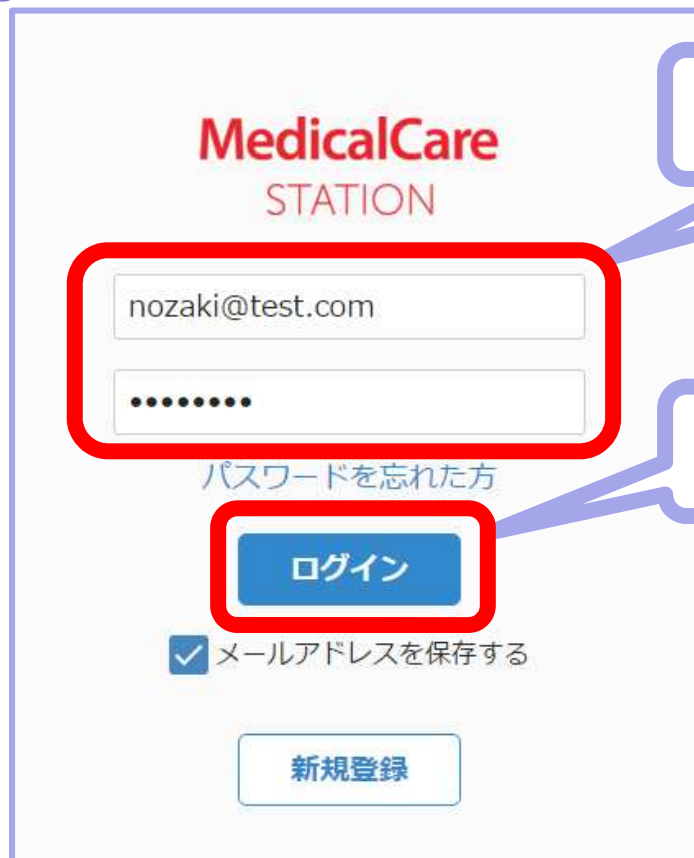 MedicalCare
STATION
nozaki@test.com
••••••••
パスワードを忘れた方
ログイン
メールアドレスを保存する
新規登録